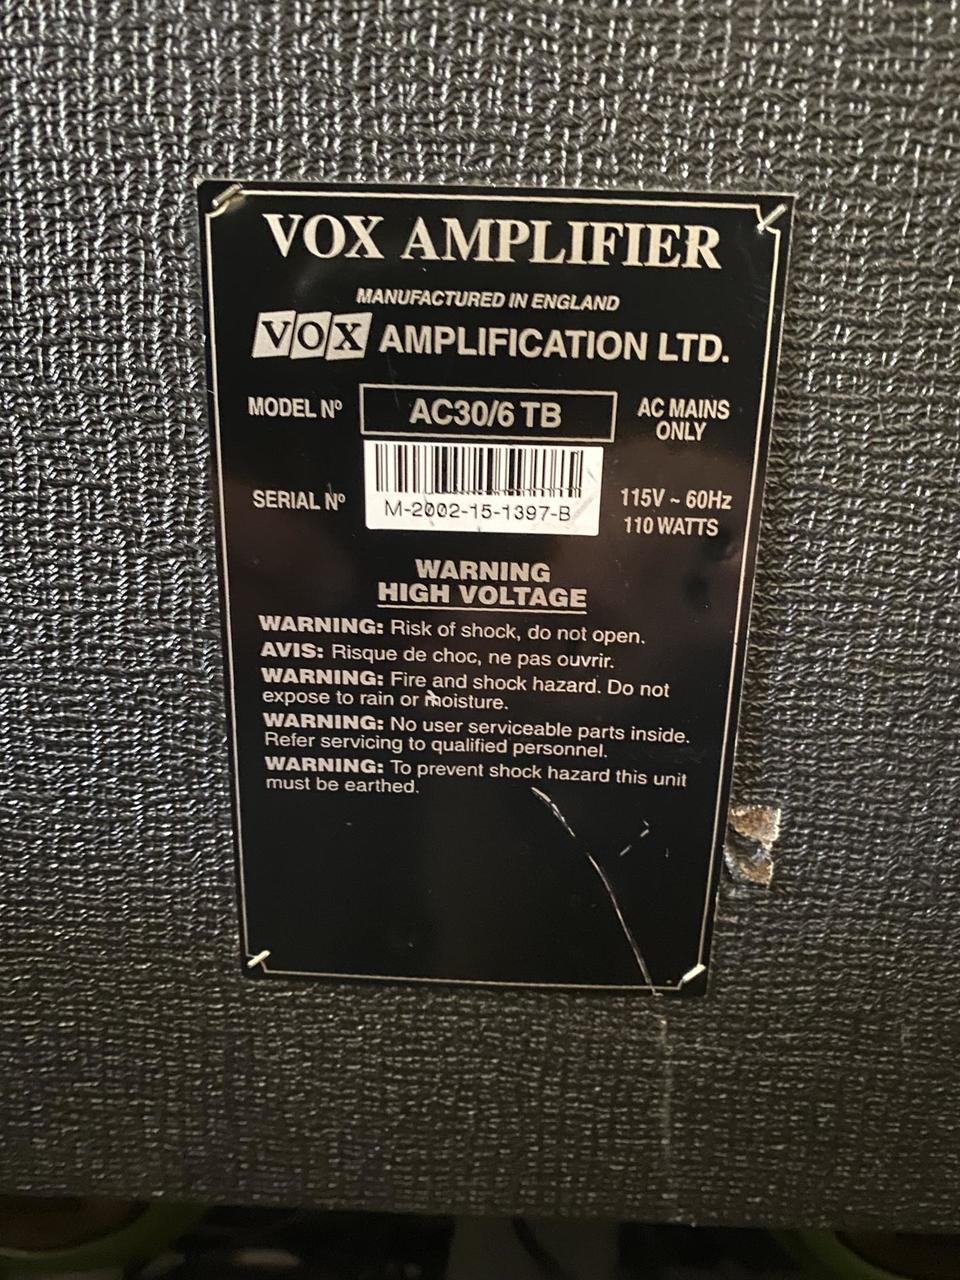 VOX AMPLIFIER
MANUFACTURED IN ENGLAND
VOX AMPLIFICATION LTD.
MODEL Nº AC30/6 TB AC MAINS ONLY
SERIAL Nº M-2002-15-1397-B 115V ~ 60Hz
110 WATTS
WARNING
HIGH VOLTAGE
WARNING: Risk of shock, do not open.
AVIS: Risque de choc, ne pas ouvrir.
WARNING: Fire and shock hazard. Do not
expose to rain or moisture.
WARNING: No user serviceable parts inside.
Refer servicing to qualified personnel.
WARNING: To prevent shock hazard this unit
must be earthed.